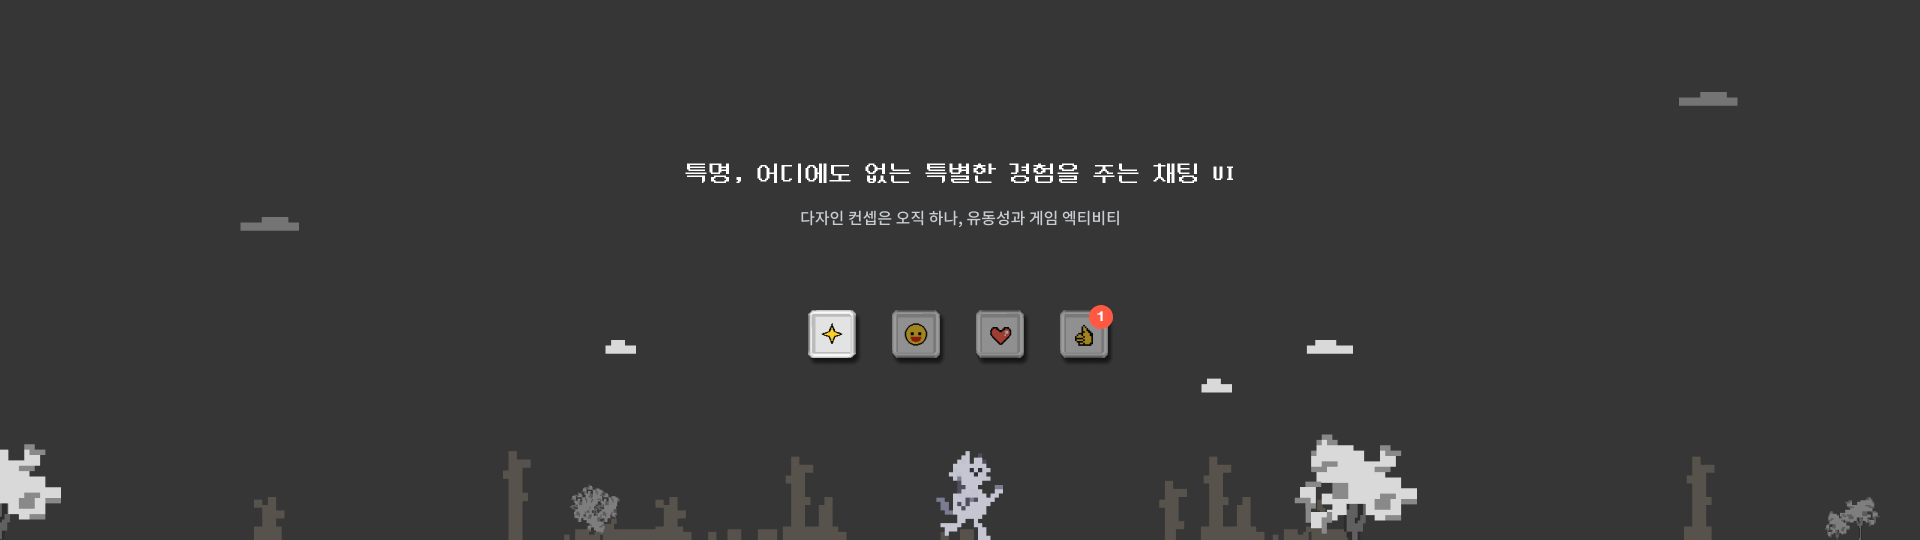 특명, 어디에도 없는 특별한 경험을 주는 채팅 UI
다자인 컨셉은 오직 하나, 유동성과 게임 엑티비티
1